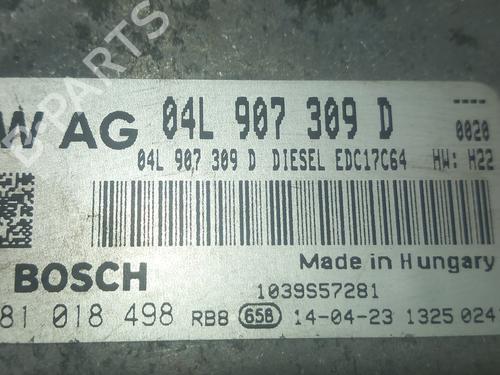 W AG 04L 907 309 D
----
0020
04L 907 309 D DIESEL EDC17C64 HW: H22
BOSCH
Made in Hungary
1039S57281
81 018 498 RB8 658 14-04-23 1325 024